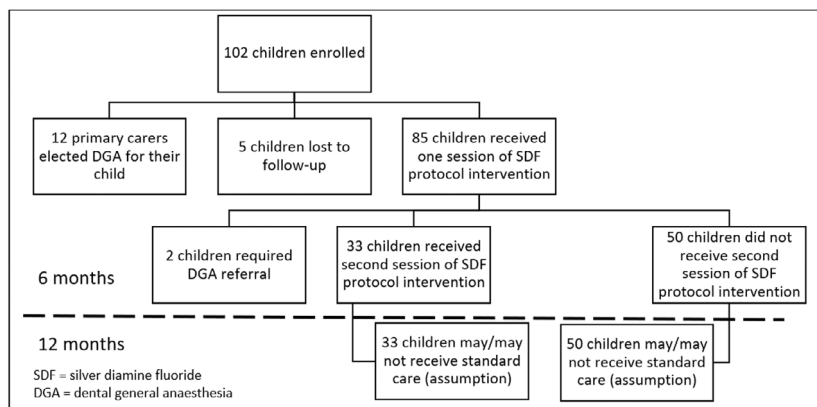 102 children enrolled
12 primary carers
elected DGA for their
child
5 children lost to
follow-up
85 children received
one session of SDF
protocol intervention
2 children required
DGA referral
33 children received
second session of SDF
protocol intervention
50 children did not
receive second
session of SDF
protocol intervention
6 months
12 months
33 children may/may
not receive standard
care (assumption)
50 children may/may
not receive standard
care (assumption)
SDF = silver diamine fluoride
DGA = dental general anaesthesia